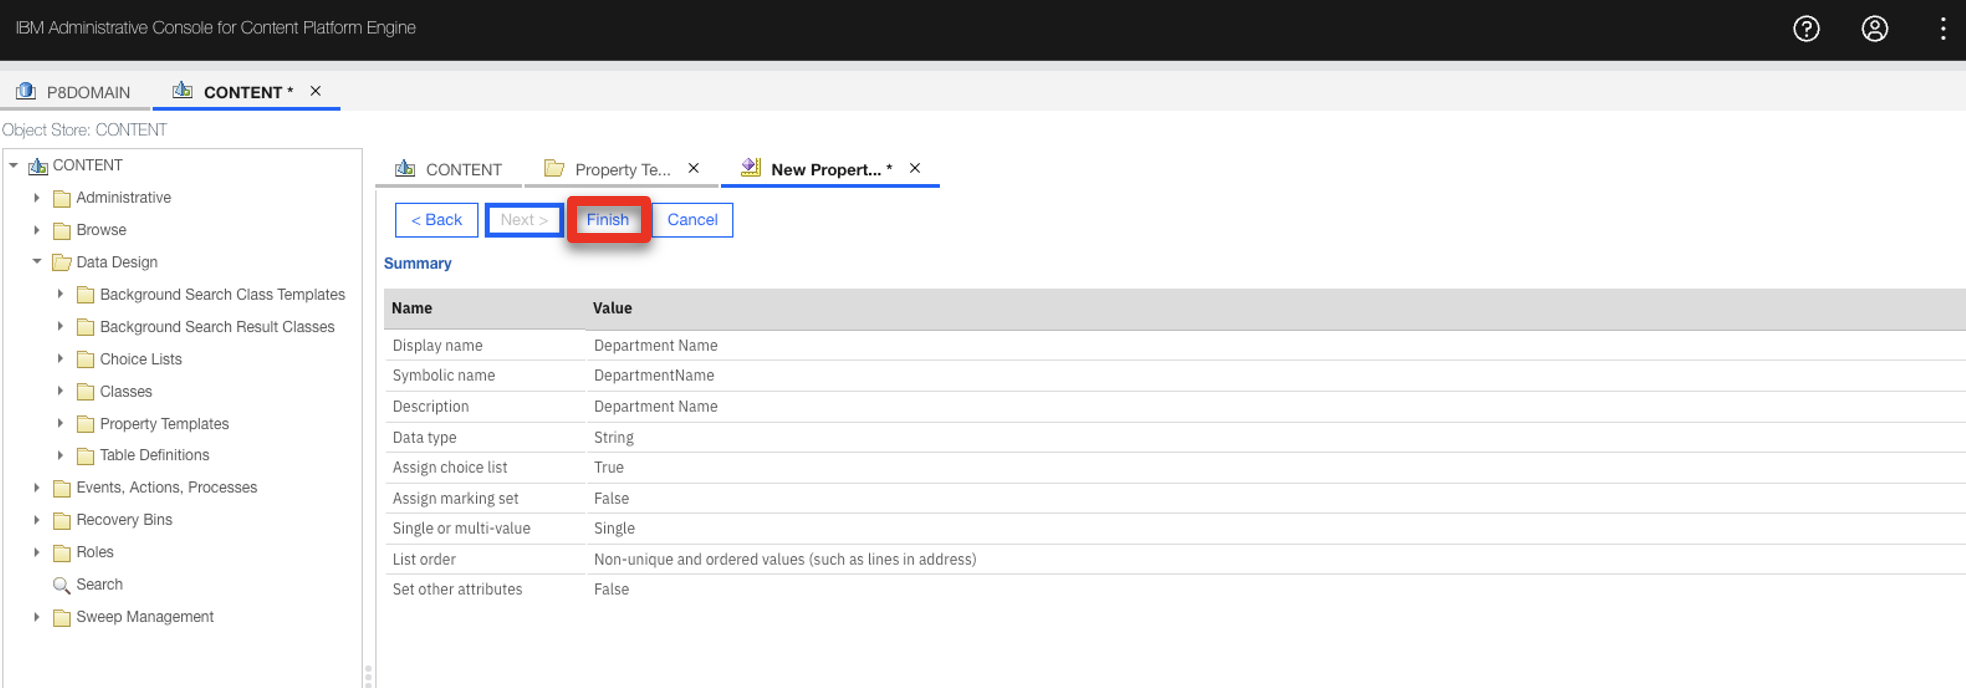 IBM Administrative Console for Content Platform Engine
P8DOMAIN
CONTENT *
Object Store: CONTENT
CONTENT
Administrative
Browse
Data Design
Background Search Class Templates
Background Search Result Classes
Choice Lists
Classes
Property Templates
Table Definitions
Events, Actions, Processes
Recovery Bins
Roles
Search
Sweep Management
CONTENT
Property Te...
New Propert... *
< Back
Next >
Finish
Cancel
Summary
Name Value
Display name Department Name
Symbolic name DepartmentName
Description Department Name
Data type String
Assign choice list True
Assign marking set False
Single or multi-value Single
List order Non-unique and ordered values (such as lines in address)
Set other attributes False